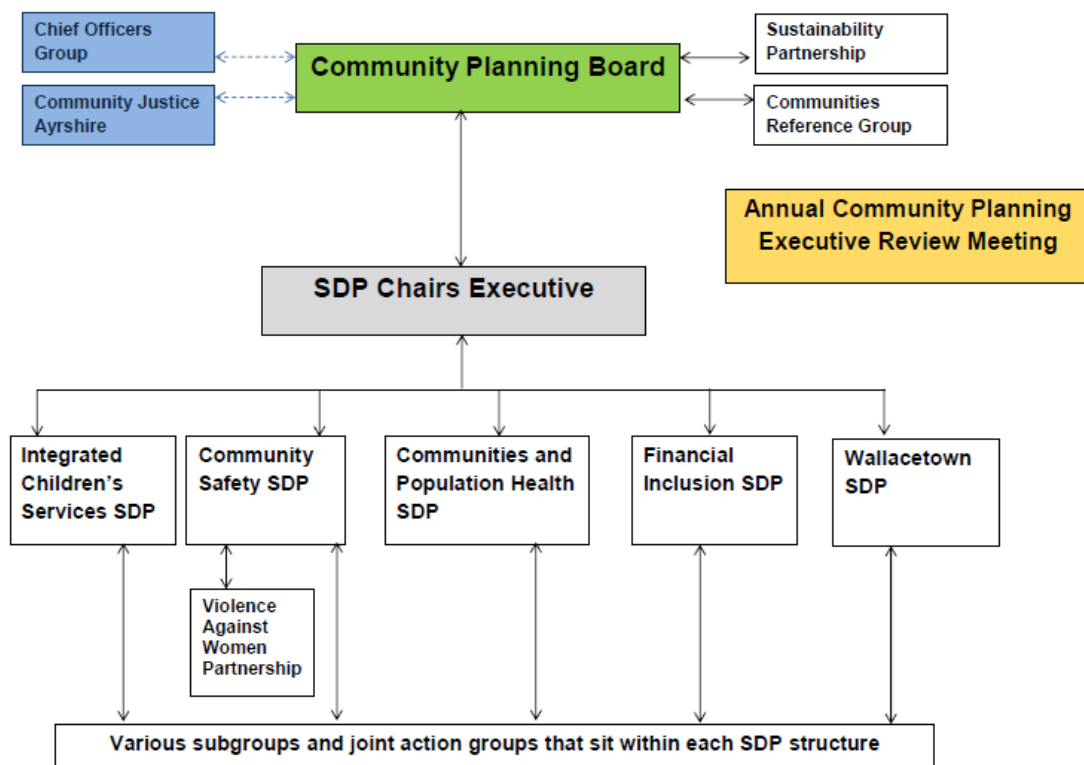 Chief Officers
Group
Community Planning Board
Sustainability
Partnership
Community Justice
Ayrshire
Communities
Reference Group
Annual Community Planning
Executive Review Meeting
SDP Chairs Executive
Integrated
Children’s
Services SDP
Community
Safety SDP
Communities and
Population Health
SDP
Financial
Inclusion SDP
Wallacetown
SDP
Violence
Against
Women
Partnership
Various subgroups and joint action groups that sit within each SDP structure